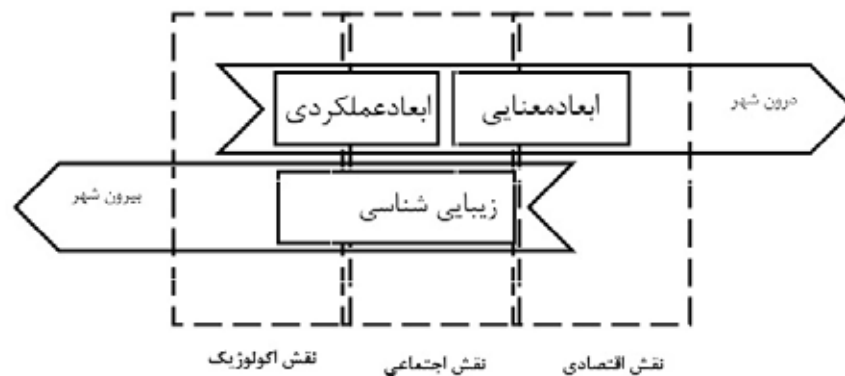 درون شهر
ابعادمعنایی
ابعادعملکردی
زیبایی شناسی
بیرون شهر
نقش اقتصادی
نقش اجتماعی
نقش اکولوژیک